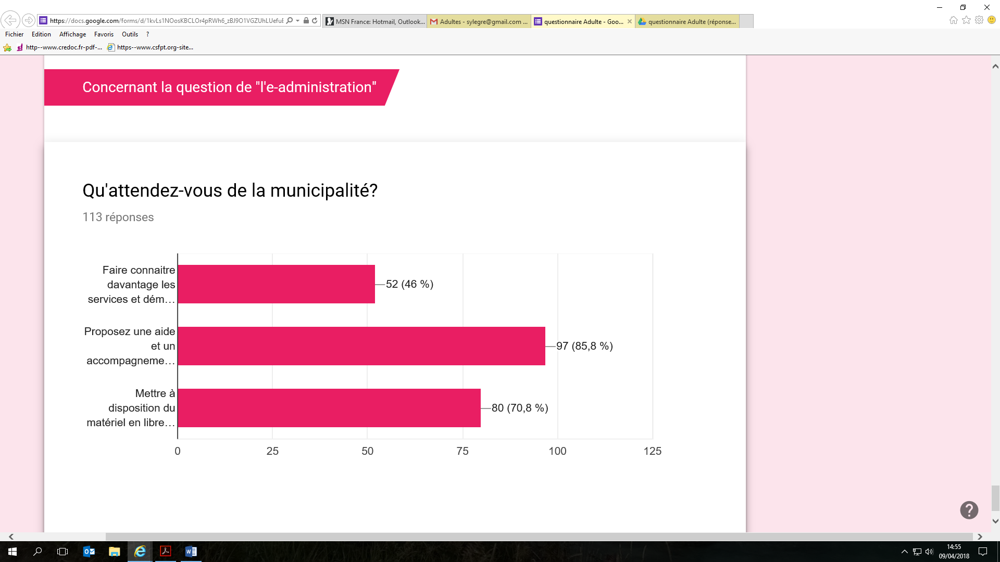 https://docs.google.com/forms/d/1kvLs1NOosKBCLOr4pRWh6_zBJ9O1VGZUhLUefuE
MSN France: Hotmail, Outlook...
Adultes - sylegre@gmail.com ...
questionnaire Adulte - Goo...
questionnaire Adulte (réponse...
Fichier Edition Affichage Favoris Outils ?
http--www.credoc.fr-pdf-... https--www.csfpt.org-site...
Concernant la question de "l'e-administration"
Qu'attendez-vous de la municipalité?
113 réponses
Faire connaitre
davantage les
services et dém…
52 (46 %)
Proposez une aide
et un
accompagneme…
97 (85,8 %)
Mettre à
disposition du
matériel en libre…
80 (70,8 %)
0 25 50 75 100 125
14:55
09/04/2018